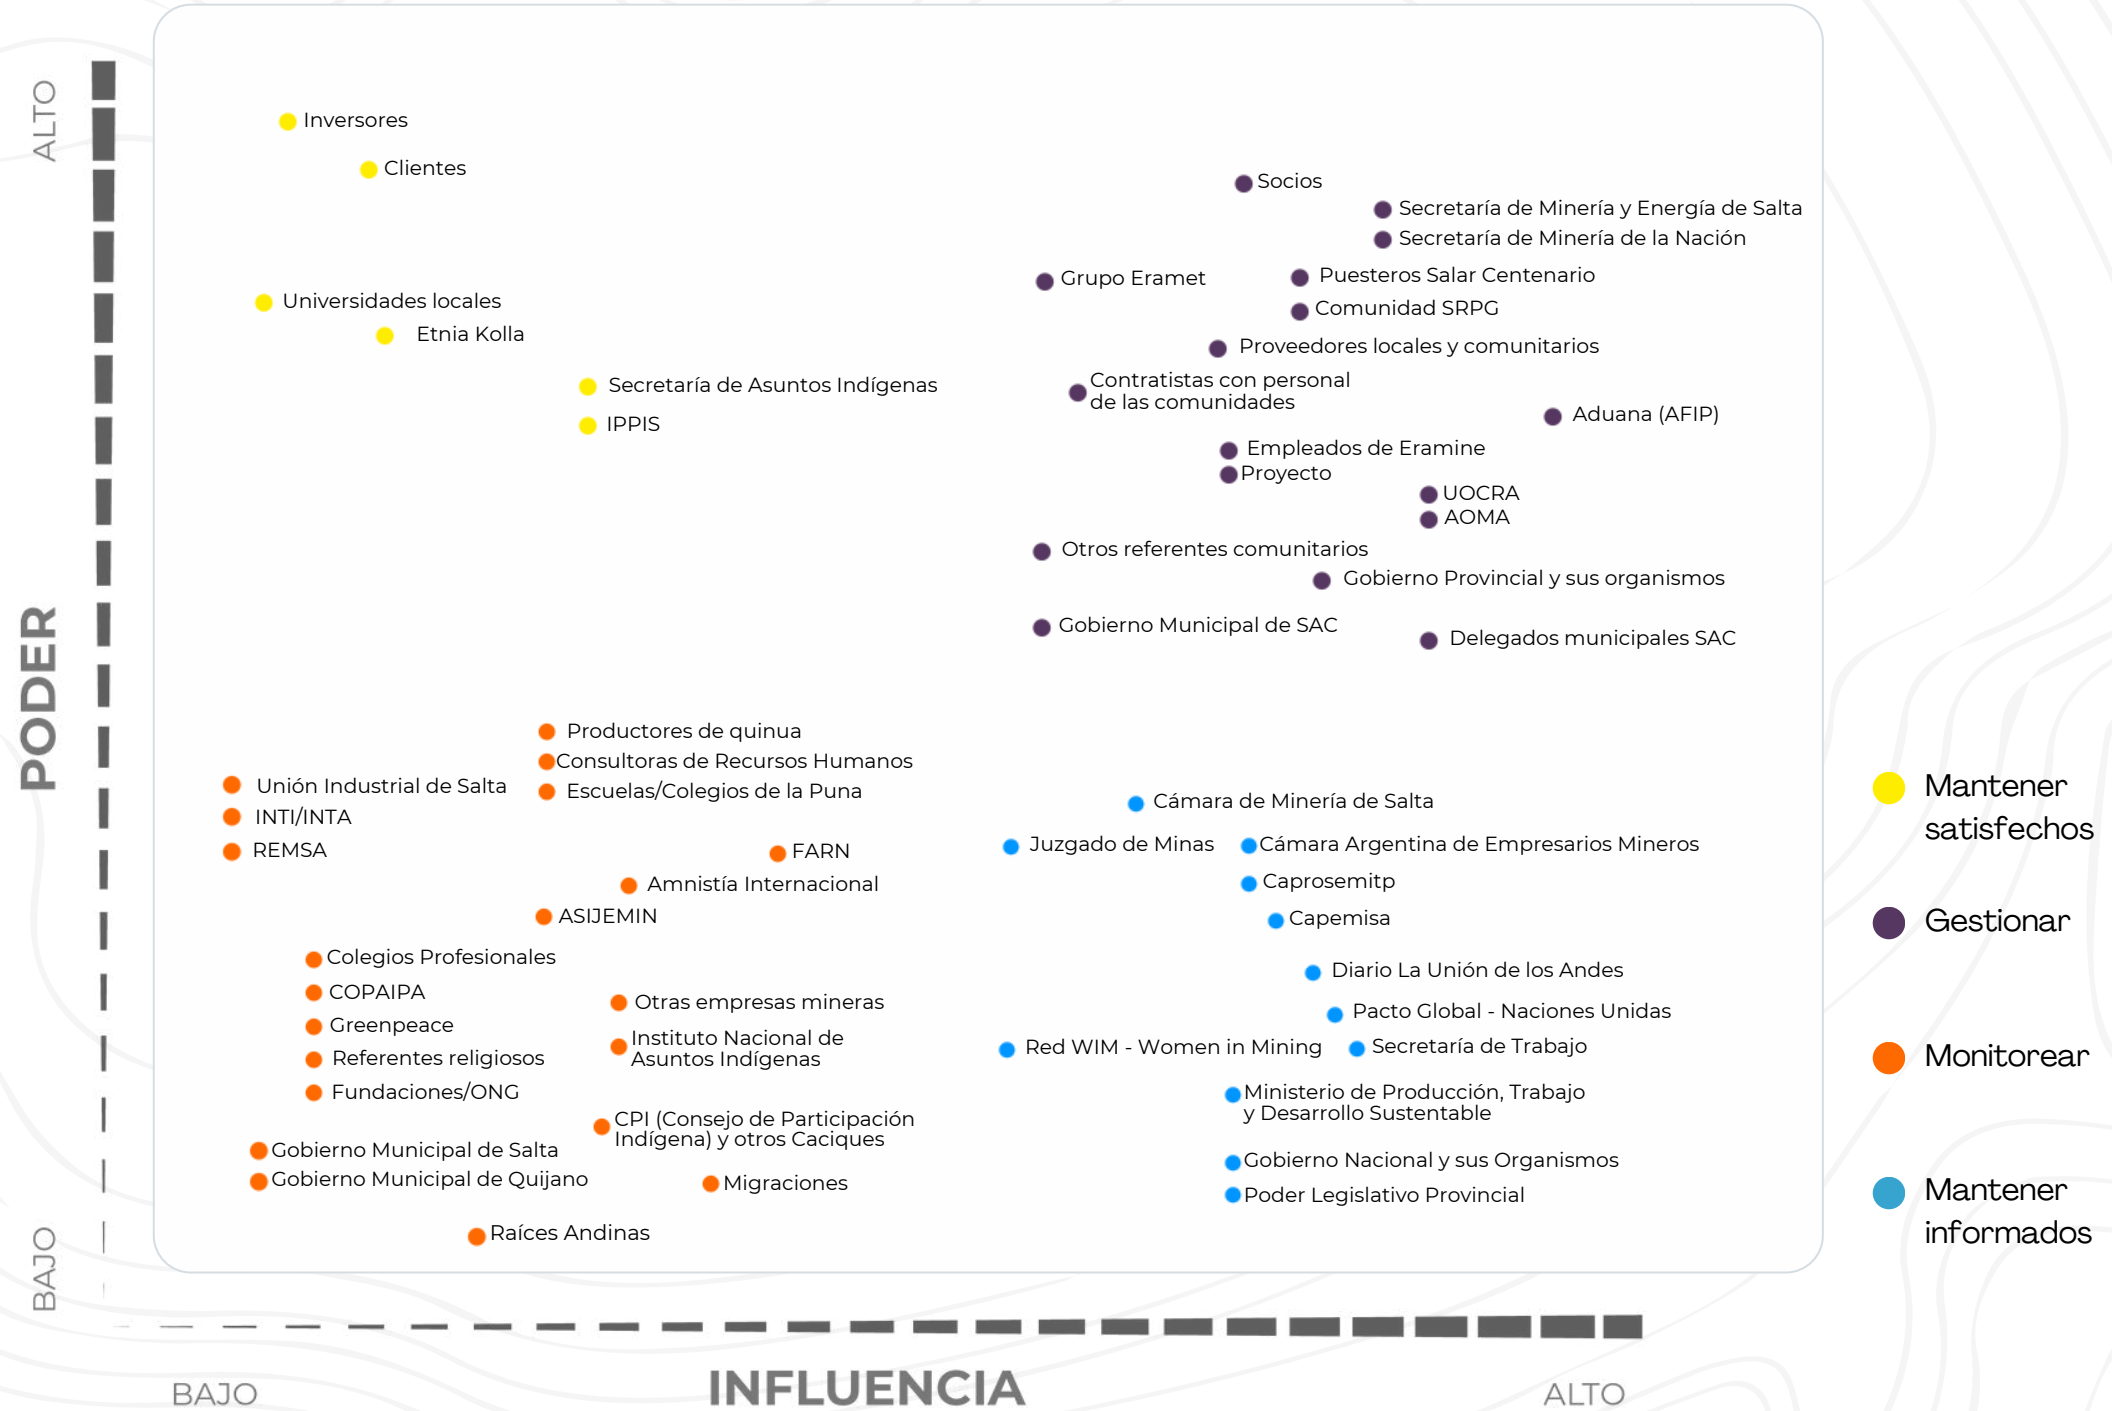 ALTO
PODER
BAJO
Inversores
Clientes
Universidades locales
Etnia Kolla
Secretaría de Asuntos Indígenas
IPPIS
Socios
Secretaría de Minería y Energía de Salta
Secretaría de Minería de la Nación
Grupo Eramet
Puesteros Salar Centenario
Comunidad SRPG
Proveedores locales y comunitarios
Contratistas con personal
de las comunidades
Aduana (AFIP)
Empleados de Eramine
Proyecto
UOCRA
AOMA
Otros referentes comunitarios
Gobierno Provincial y sus organismos
Gobierno Municipal de SAC
Delegados municipales SAC
Productores de quinua
Consultoras de Recursos Humanos
Escuelas/Colegios de la Puna
Unión Industrial de Salta
INTI/INTA
REMSA
FARN
Amnistía Internacional
ASIJEMIN
Colegios Profesionales
COPAIPA
Greenpeace
Referentes religiosos
Fundaciones/ONG
Otras empresas mineras
Instituto Nacional de
Asuntos Indígenas
CPI (Consejo de Participación
Indígena) y otros Caciques
Gobierno Municipal de Salta
Gobierno Municipal de Quijano
Migraciones
Raíces Andinas
Cámara de Minería de Salta
Juzgado de Minas
Cámara Argentina de Empresarios Mineros
Caprosemitp
Capemisa
Diario La Unión de los Andes
Pacto Global - Naciones Unidas
Red WIM - Women in Mining
Secretaría de Trabajo
Ministerio de Producción, Trabajo
y Desarrollo Sustentable
Gobierno Nacional y sus Organismos
Poder Legislativo Provincial
Mantener
satisfechos
Gestionar
Monitorear
Mantener
informados
BAJO
INFLUENCIA
ALTO